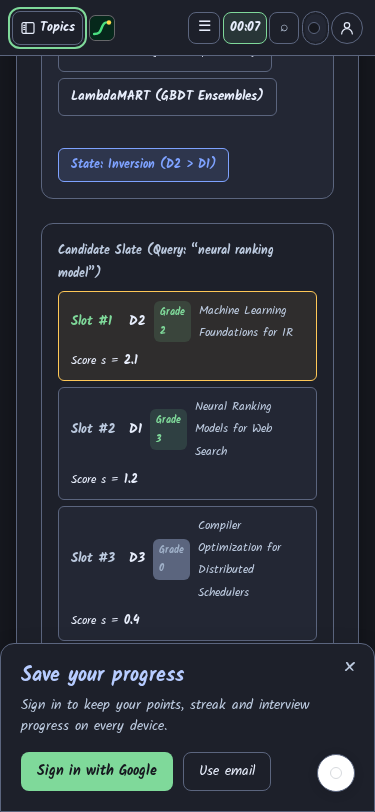 Topics
00:07
LambdaMART (GBDT Ensembles)
State: Inversion (D2 > D1)
Candidate Slate (Query: “neural ranking
model”)
Slot #1 D2 Grade 2 Machine Learning
Foundations for IR
Score s = 2.1
Slot #2 D1 Grade 3 Neural Ranking
Models for Web
Search
Score s = 1.2
Slot #3 D3 Grade 0 Compiler
Optimization for
Distributed
Schedulers
Score s = 0.4
Save your progress
Sign in to keep your points, streak and interview
progress on every device.
Sign in with Google Use email